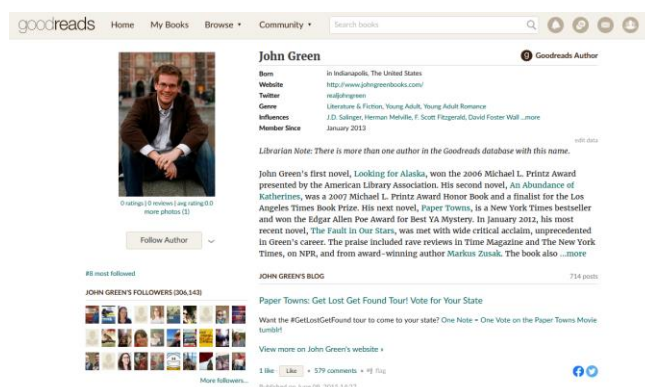 goodreads Home My Books Browse ▾ Community ▾ Search books
John Green
Goodreads Author
Born in Indianapolis, The United States
Website http://www.johngreenbooks.com/
Twitter realjohngreen
Genre Literature & Fiction, Young Adult, Young Adult Romance
Influences J.D. Salinger, Herman Melville, F. Scott Fitzgerald, David Foster Wall ...more
Member Since January 2013
edit data
Librarian Note: There is more than one author in the Goodreads database with this name.
John Green's first novel, Looking for Alaska, won the 2006 Michael L. Printz Award
presented by the American Library Association. His second novel, An Abundance of
Katherines, was a 2007 Michael L. Printz Award Honor Book and a finalist for the Los
Angeles Times Book Prize. His next novel, Paper Towns, is a New York Times bestseller
and won the Edgar Allen Poe Award for Best YA Mystery. In January 2012, his most
recent novel, The Fault in Our Stars, was met with wide critical acclaim, unprecedented
in Green's career. The praise included rave reviews in Time Magazine and The New York
Times, on NPR, and from award-winning author Markus Zusak. The book also ...more
0 ratings | 0 reviews | avg rating 0.0
more photos (1)
Follow Author
#8 most followed
JOHN GREEN'S FOLLOWERS (306,143)
More followers...
JOHN GREEN'S BLOG 714 posts
Paper Towns: Get Lost Get Found Tour! Vote for Your State
Want the #GetLostGetFound tour to come to your state? One Note = One Vote on the Paper Towns Movie
tumblr!
View more on John Green's website »
1 like • Like • 579 comments • flag